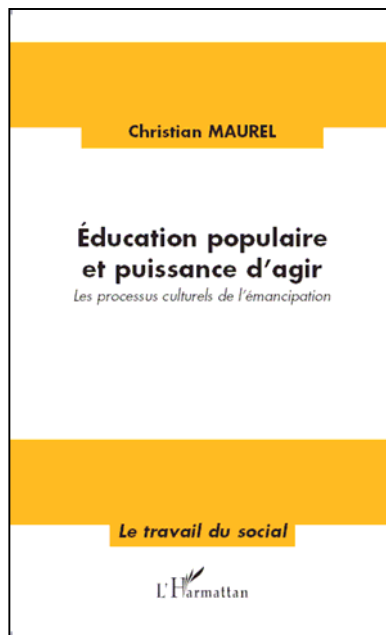 Christian MAUREL
Éducation populaire
et puissance d'agir
Les processus culturels de l'émancipation
Le travail du social
L'Harmattan